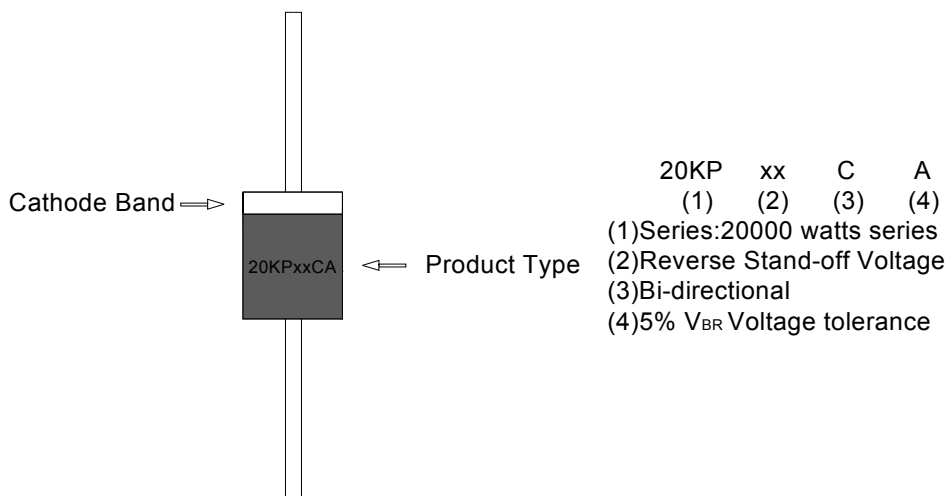 20KP xx C A
(1) (2) (3) (4)
(1)Series:20000 watts series
(2)Reverse Stand-off Voltage
(3)Bi-directional
(4)5% VBR Voltage tolerance
Cathode Band
20KPxxCA
Product Type